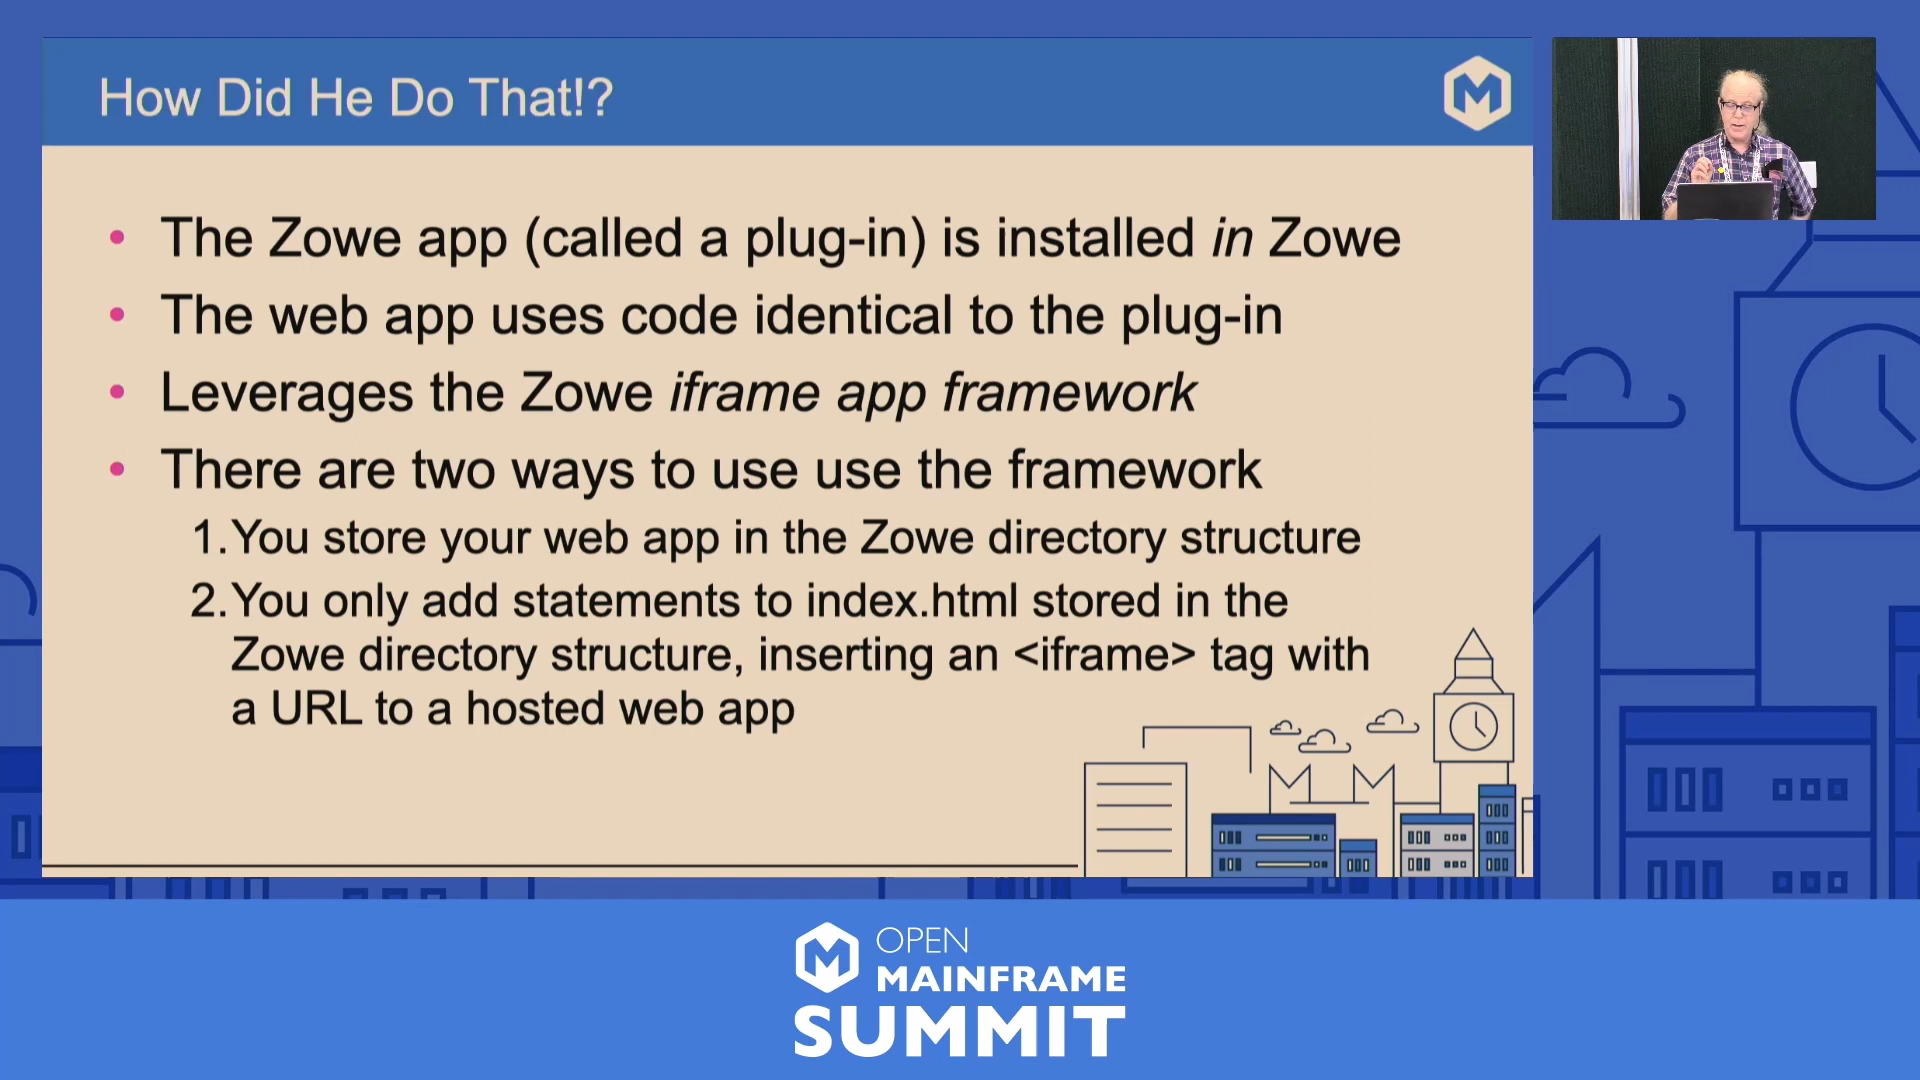 How Did He Do That!?
• The Zowe app (called a plug-in) is installed in Zowe
• The web app uses code identical to the plug-in
• Leverages the Zowe iframe app framework
• There are two ways to use use the framework
1. You store your web app in the Zowe directory structure
2. You only add statements to index.html stored in the
Zowe directory structure, inserting an <iframe> tag with
a URL to a hosted web app
OPEN
MAINFRAME
SUMMIT